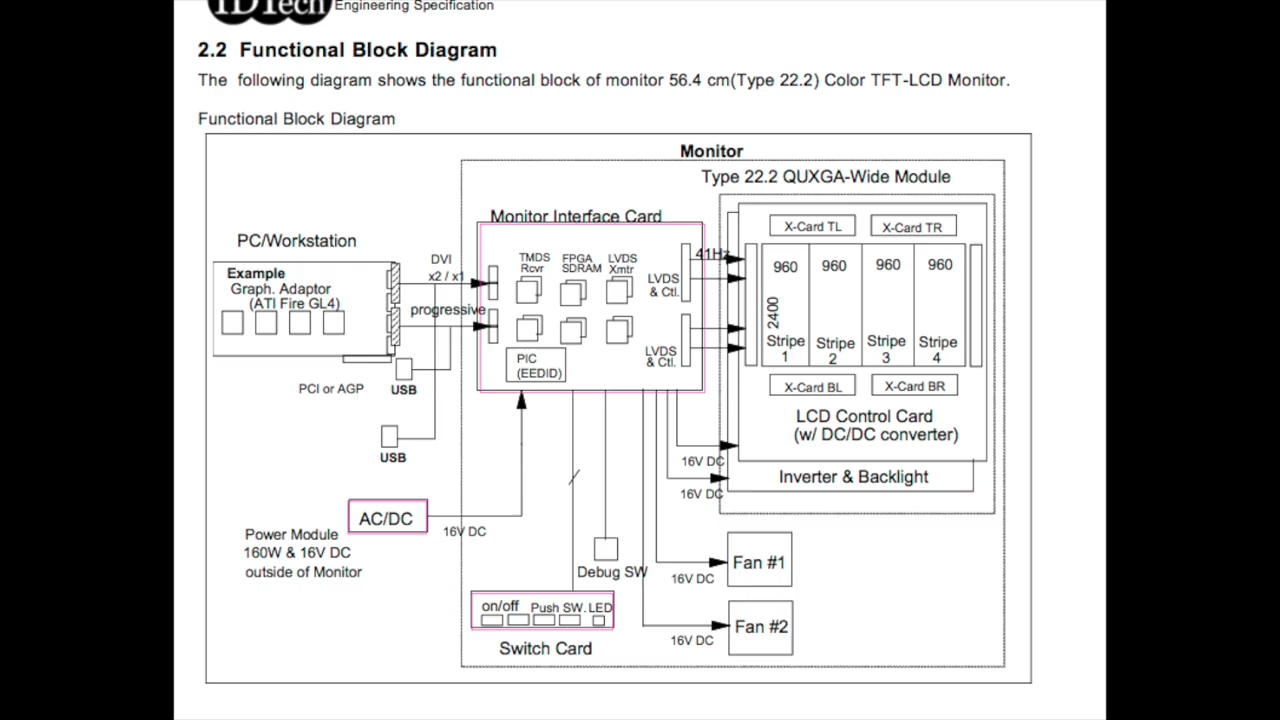 IDTech Engineering Specification
2.2 Functional Block Diagram
The following diagram shows the functional block of monitor 56.4 cm(Type 22.2) Color TFT-LCD Monitor.
Functional Block Diagram
Monitor
Type 22.2 QUXGA-Wide Module
Monitor Interface Card
X-Card TL
X-Card TR
PC/Workstation
DVI
x2 / x1
progressive
Example
Graph. Adaptor
(ATI Fire GL4)
TMDS
Rcvr
FPGA
SDRAM
LVDS
Xmtr
LVDS
& Ctl.
41Hz
960
960
960
960
2400
Stripe
1
Stripe
2
Stripe
3
Stripe
4
LVDS
& Ctl.
PIC
(EEDID)
PCI or AGP
USB
USB
X-Card BL
X-Card BR
LCD Control Card
(w/ DC/DC converter)
16V DC
Inverter & Backlight
16V DC
AC/DC
16V DC
Power Module
160W & 16V DC
outside of Monitor
Debug SW
Fan #1
16V DC
on/off
Push SW.
LED
Fan #2
16V DC
Switch Card